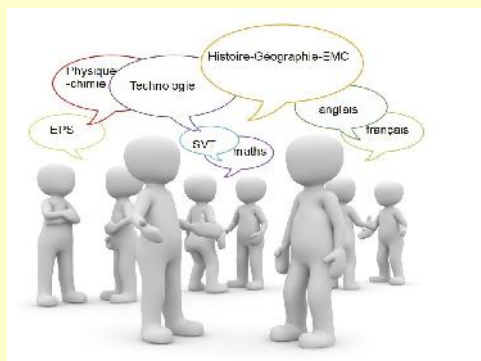 Histoire-Géographie-EMC
Physique
-chimie
Technologie
anglais
EPS
SVT
maths
français